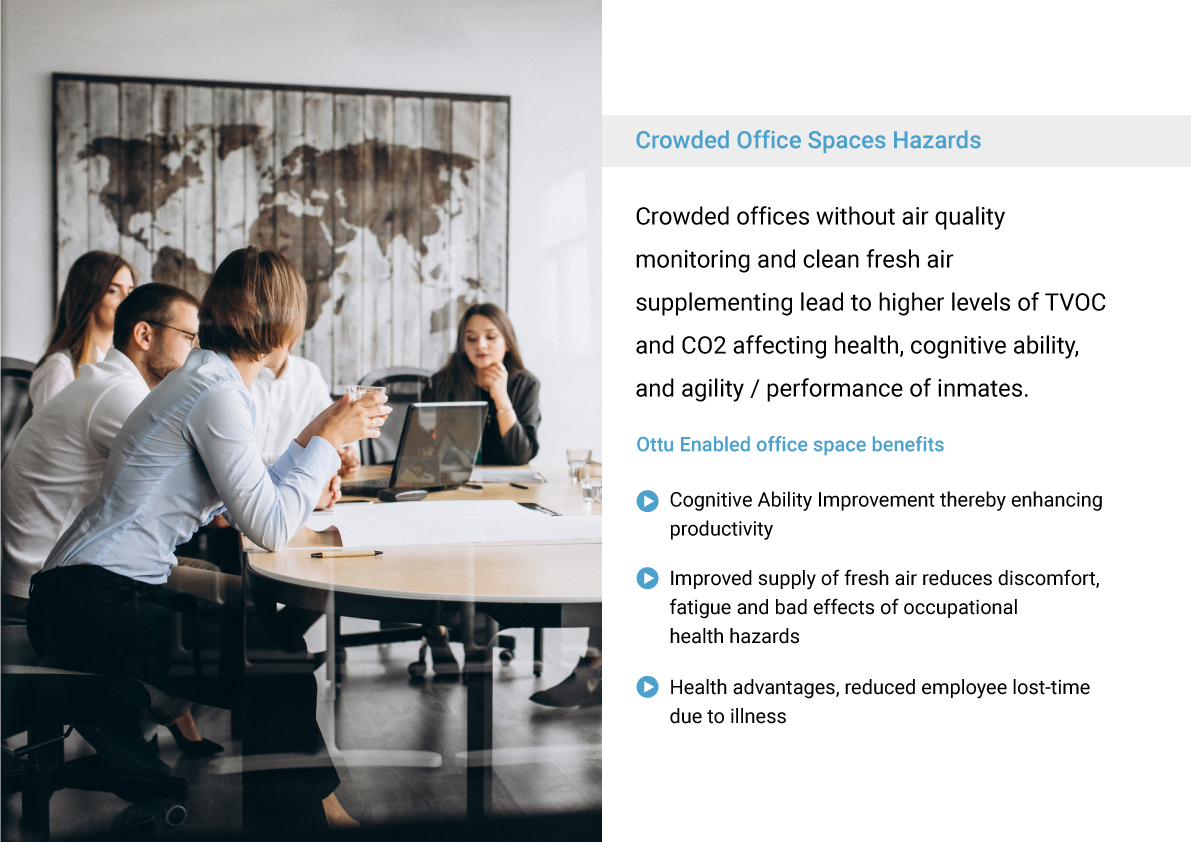 Crowded Office Spaces Hazards
Crowded offices without air quality
monitoring and clean fresh air
supplementing lead to higher levels of TVOC
and CO2 affecting health, cognitive ability,
and agility / performance of inmates.
Ottu Enabled office space benefits
Cognitive Ability Improvement thereby enhancing
productivity
Improved supply of fresh air reduces discomfort,
fatigue and bad effects of occupational
health hazards
Health advantages, reduced employee lost-time
due to illness